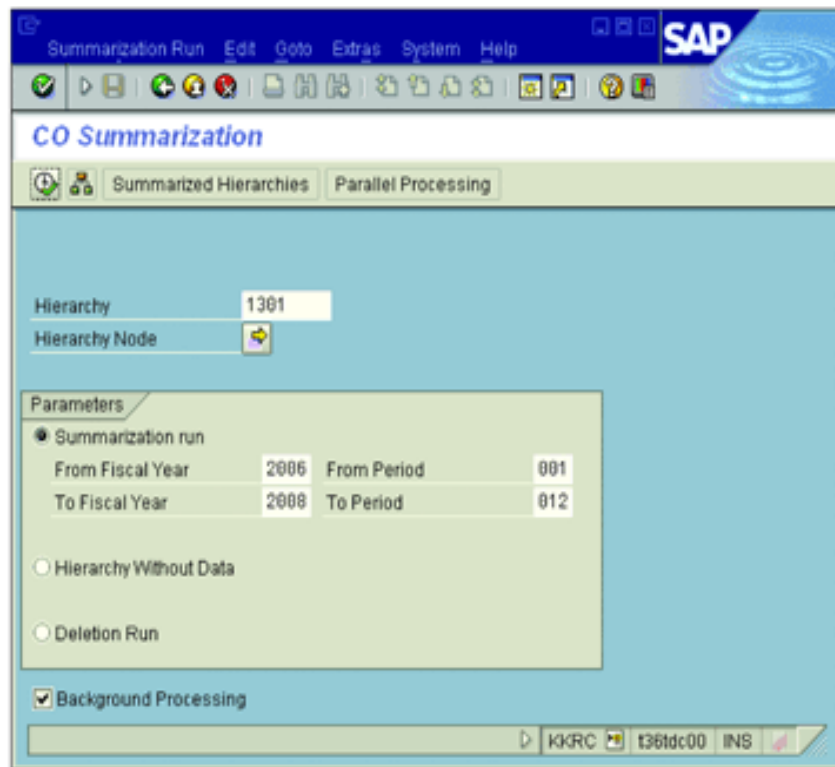 Summarization Run Edit Goto Extras System Help
SAP
CO Summarization
Summarized Hierarchies Parallel Processing
Hierarchy 1301
Hierarchy Node
Parameters
Summarization run
From Fiscal Year 2006 From Period 001
To Fiscal Year 2008 To Period 012
Hierarchy Without Data
Deletion Run
Background Processing
KKRC t36tdc00 INS